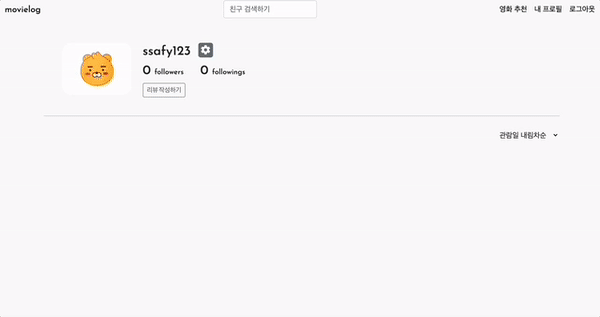 movielog 친구 검색하기 영화 추천 내 프로필 로그아웃
ssafy123
0 followers 0 followings
리뷰 작성하기
관람일 내림차순